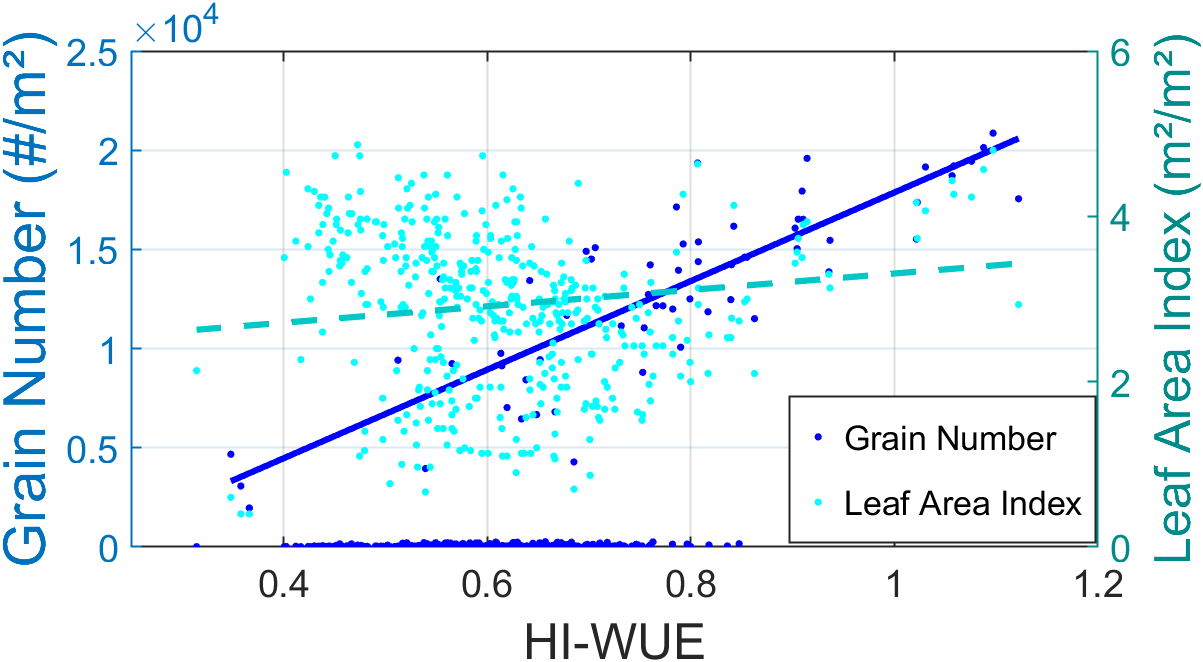 ×10⁴
Grain Number (#/m²)
2.5
2
1.5
1
0.5
0
6
4
2
0
Leaf Area Index (m²/m²)
Grain Number
Leaf Area Index
0.4 0.6 0.8 1 1.2
HI-WUE